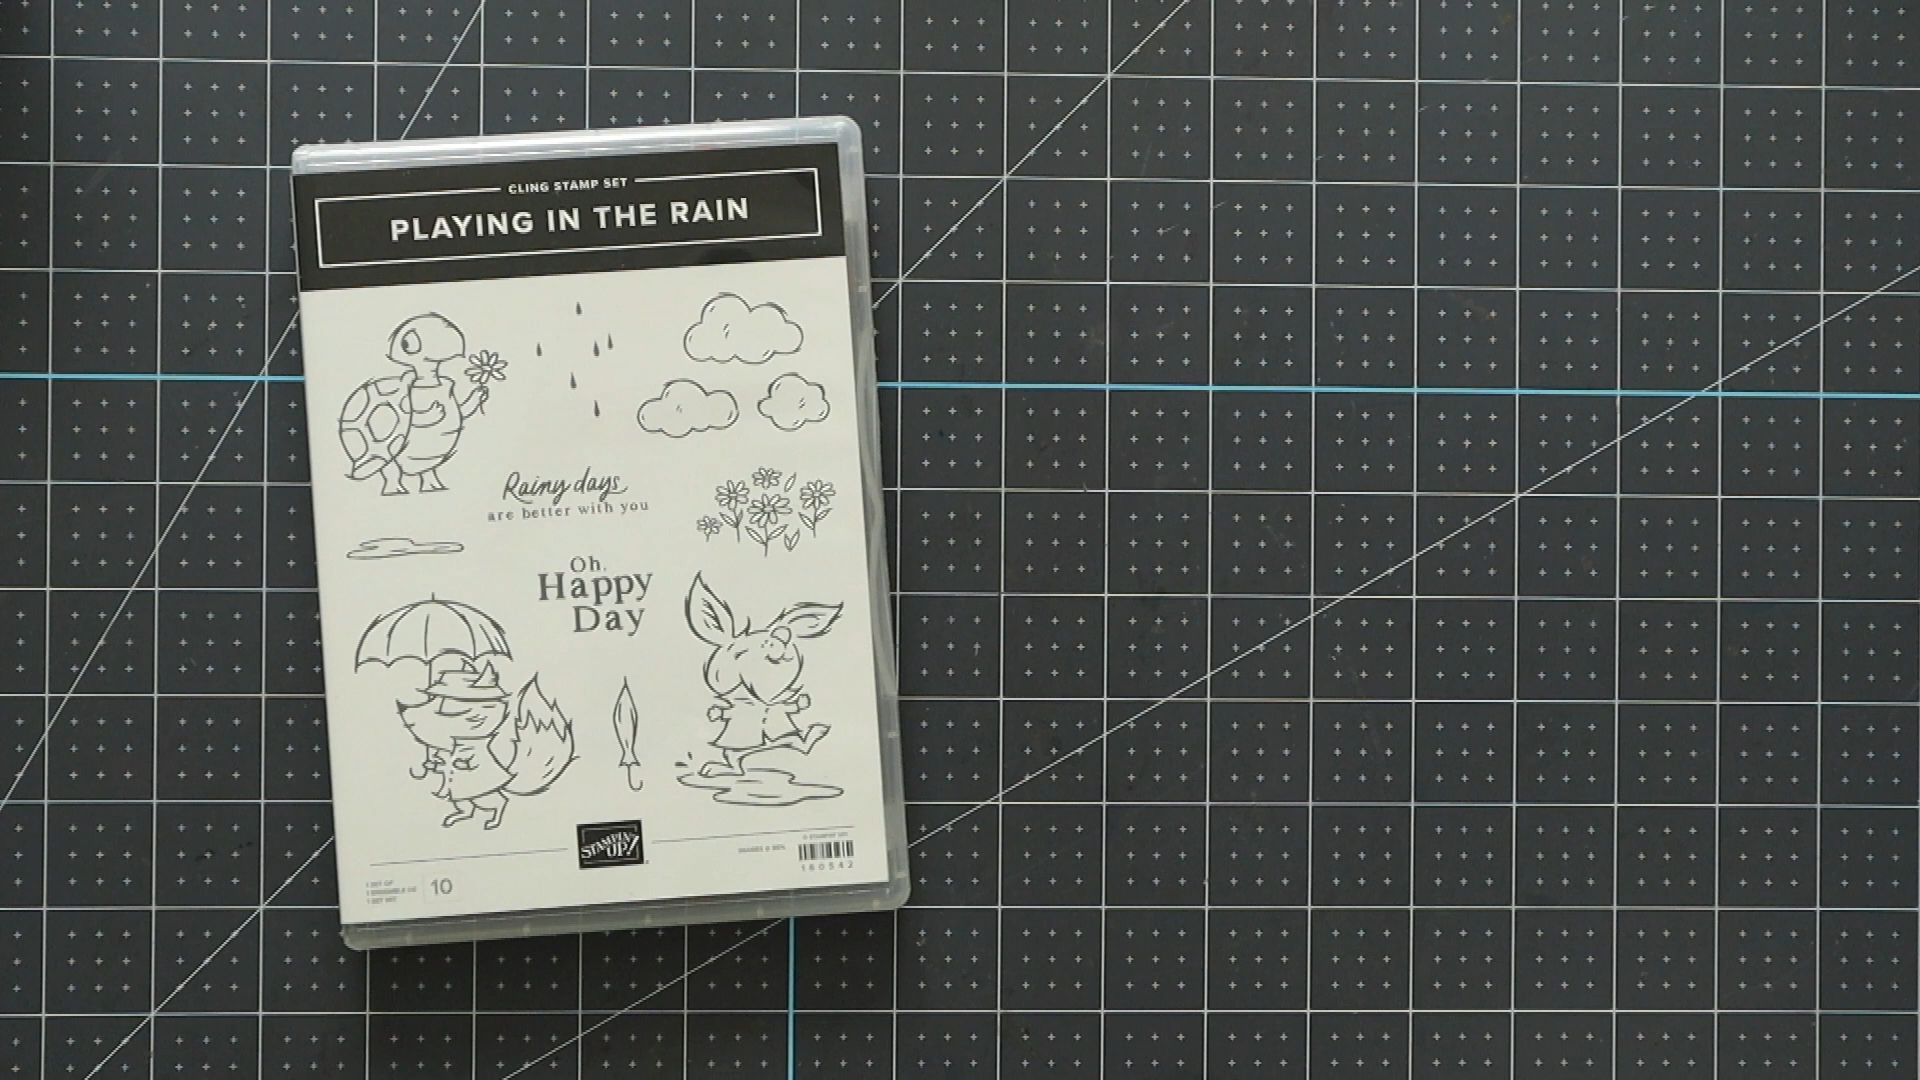 CLING STAMP SET
PLAYING IN THE RAIN
Rainy days
are better with you
Oh,
Happy
Day
STAMPIN' UP!
10
160542